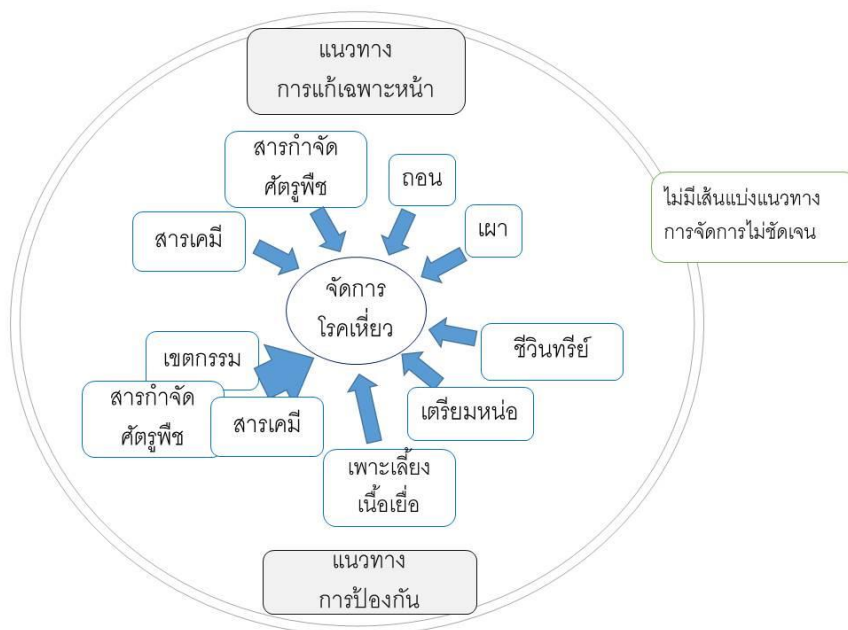 แนวทาง
การแก้เฉพาะหน้า
สารกำจัด
ศัตรูพืช
ถอน
ไม่มีเส้นแบ่งแนวทาง
การจัดการไม่ชัดเจน
สารเคมี
เผา
จัดการ
โรคเหี่ยว
ชีวินทรีย์
เขตกรรม
สารกำจัด
ศัตรูพืช
สารเคมี
เตรียมหน่อ
เพาะเลี้ยง
เนื้อเยื่อ
แนวทาง
การป้องกัน